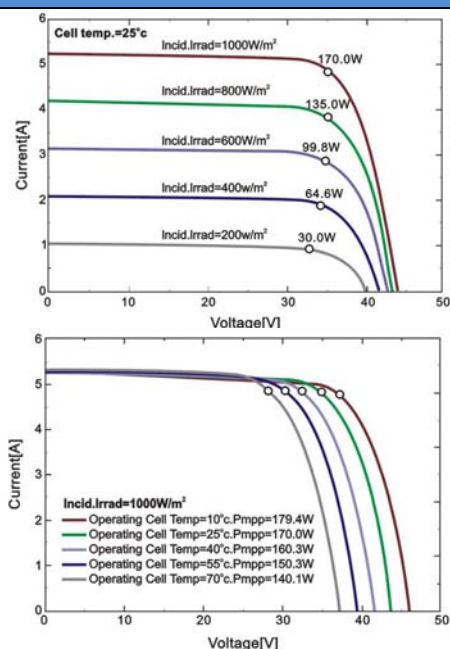 6
Cell temp.=25°c
Incid.Irrad=1000W/m²
170.0W
5
Incid.Irrad=800W/m²
135.0W
4
Incid.Irrad=600W/m²
99.8W
3
Incid.Irrad=400w/m²
64.6W
2
Incid.Irrad=200w/m²
30.0W
1
0
Current[A]
0 10 20 30 40 50
Voltage[V]
6
5
4
3
2
1
0
Current[A]
Incid.Irrad=1000W/m²
Operating Cell Temp=10°c.Pmpp=179.4W
Operating Cell Temp=25°c.Pmpp=170.0W
Operating Cell Temp=40°c.Pmpp=160.3W
Operating Cell Temp=55°c.Pmpp=150.3W
Operating Cell Temp=70°c.Pmpp=140.1W
0 10 20 30 40 50
Voltage[V]